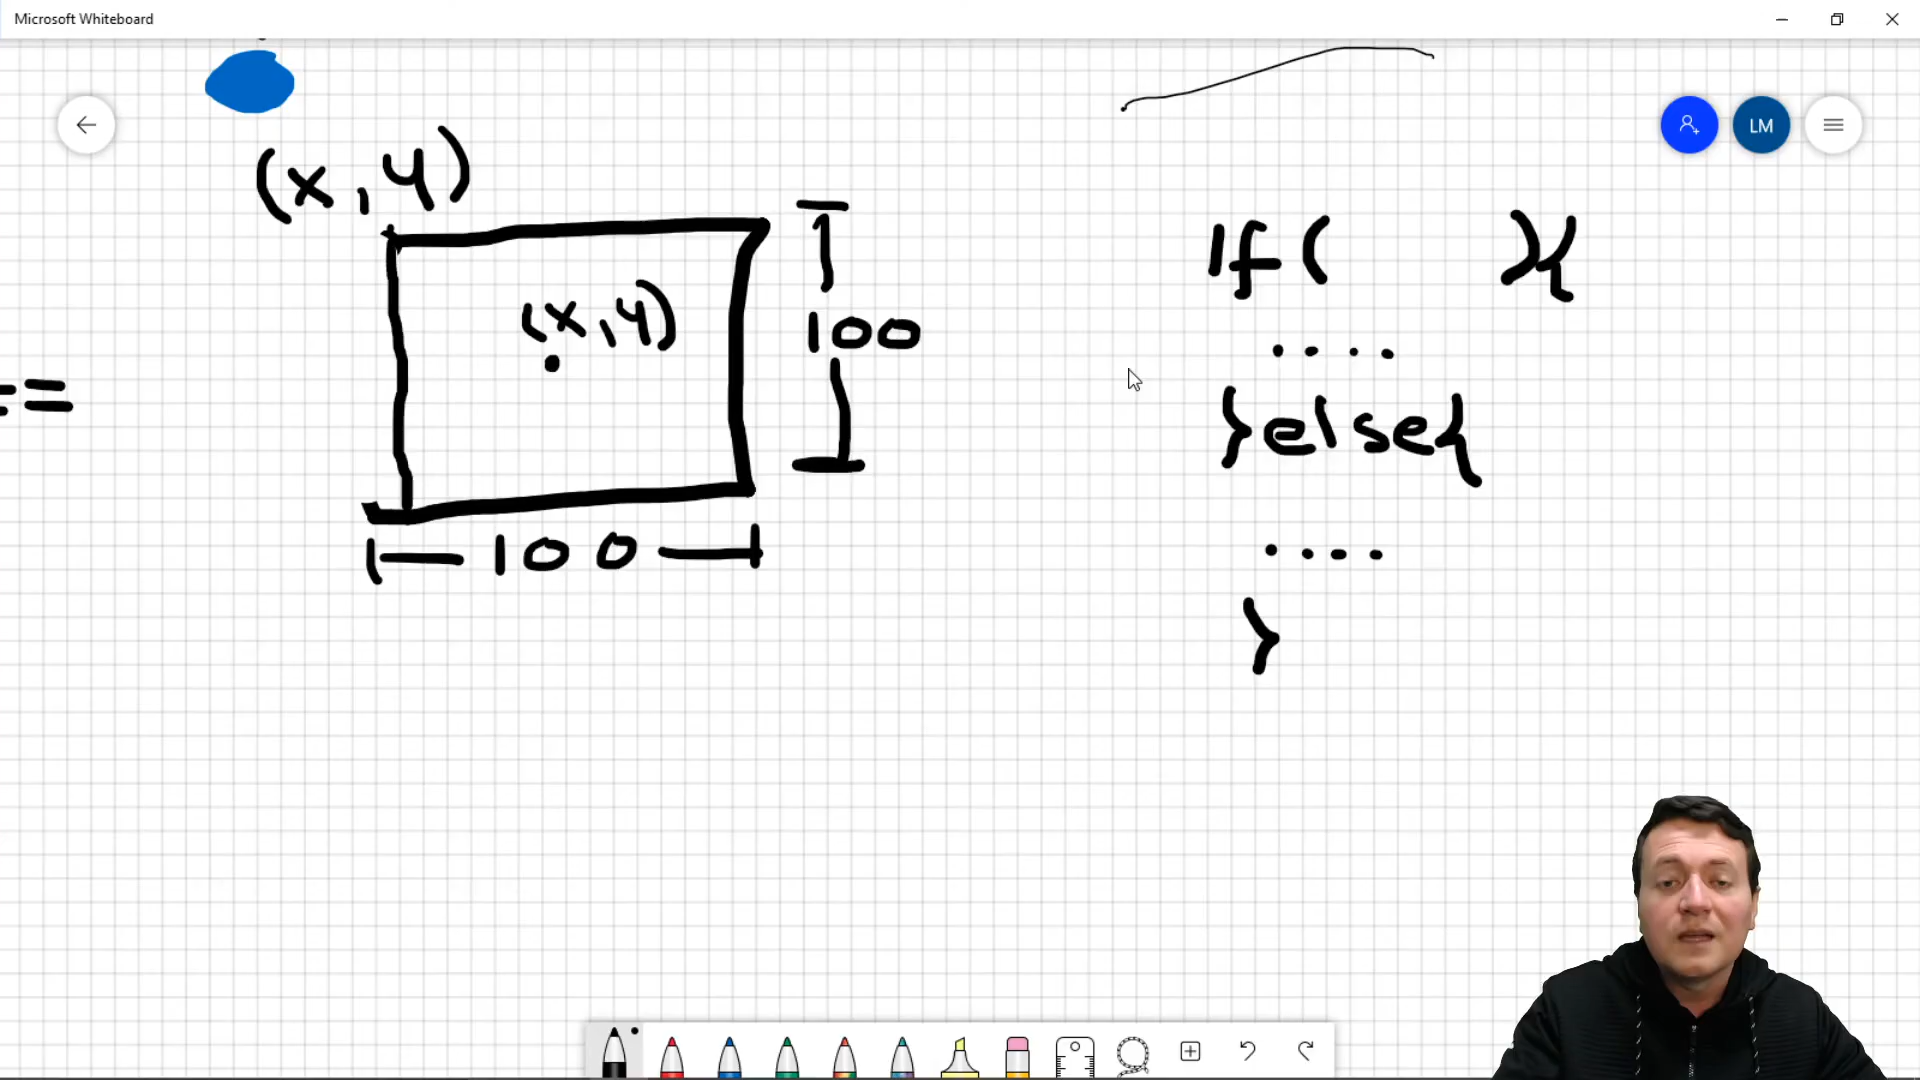 Microsoft Whiteboard
LM
(x,y)
(x,y)
100
100
==
If( ){
....
}else{
....
}